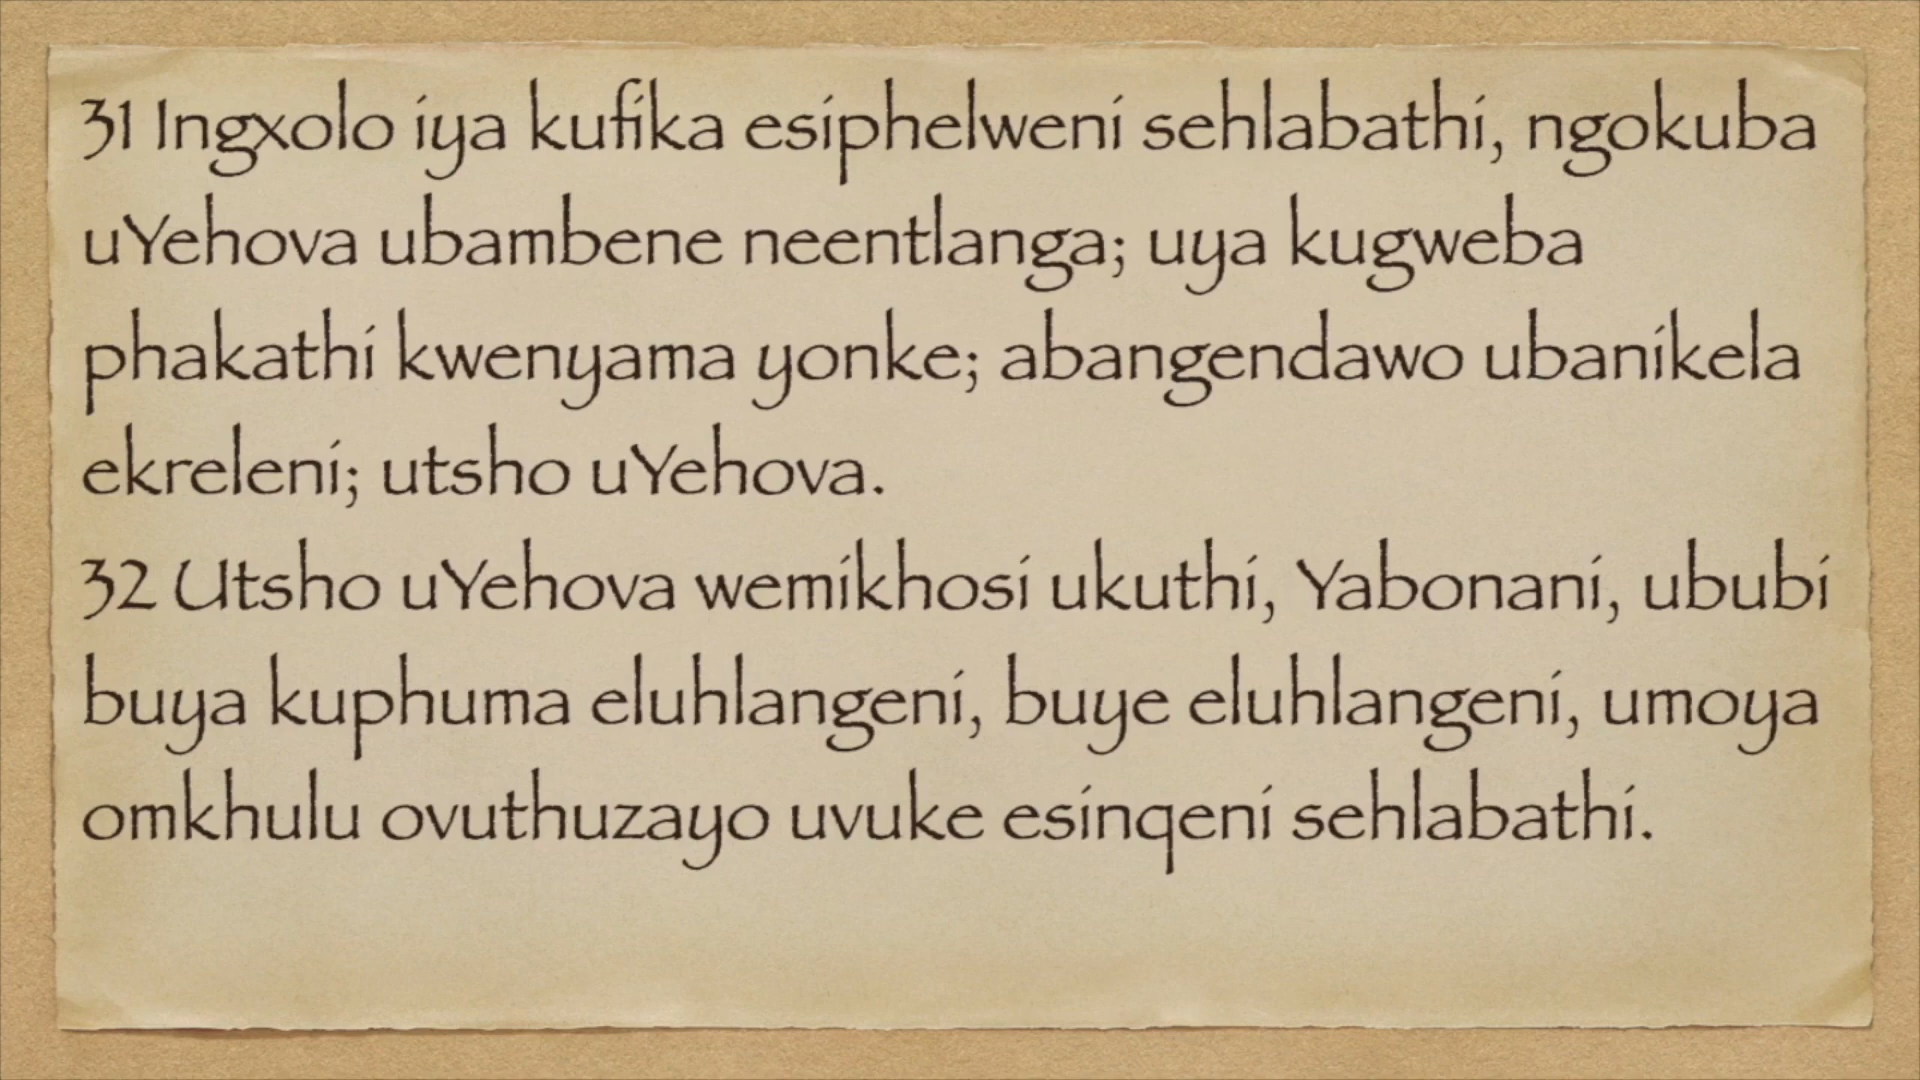 31 Ingxolo iya kufika esiphelweni sehlabathi, ngokuba
uYehova ubambene neentlanga; uya kugweba
phakathi kwenyama yonke; abangendawo ubanikela
ekreleni; utsho uYehova.
32 Utsho uYehova wemikhosi ukuthi, Yabonani, ububi
buya kuphuma eluhlangeni, buye eluhlangeni, umoya
omkhulu ovuthuzayo uvuke esinqeni sehlabathi.